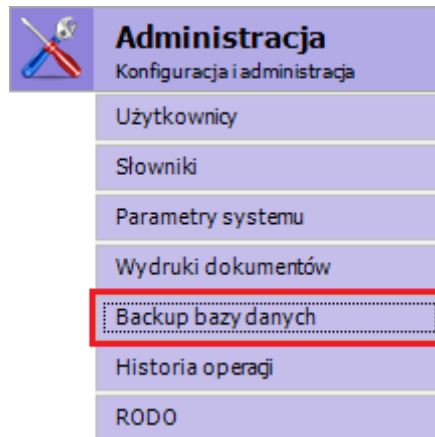 Administracja
Konfiguracja i administracja
Użytkownicy
Słowniki
Parametry systemu
Wydruki dokumentów
Backup bazy danych
Historia operacji
RODO